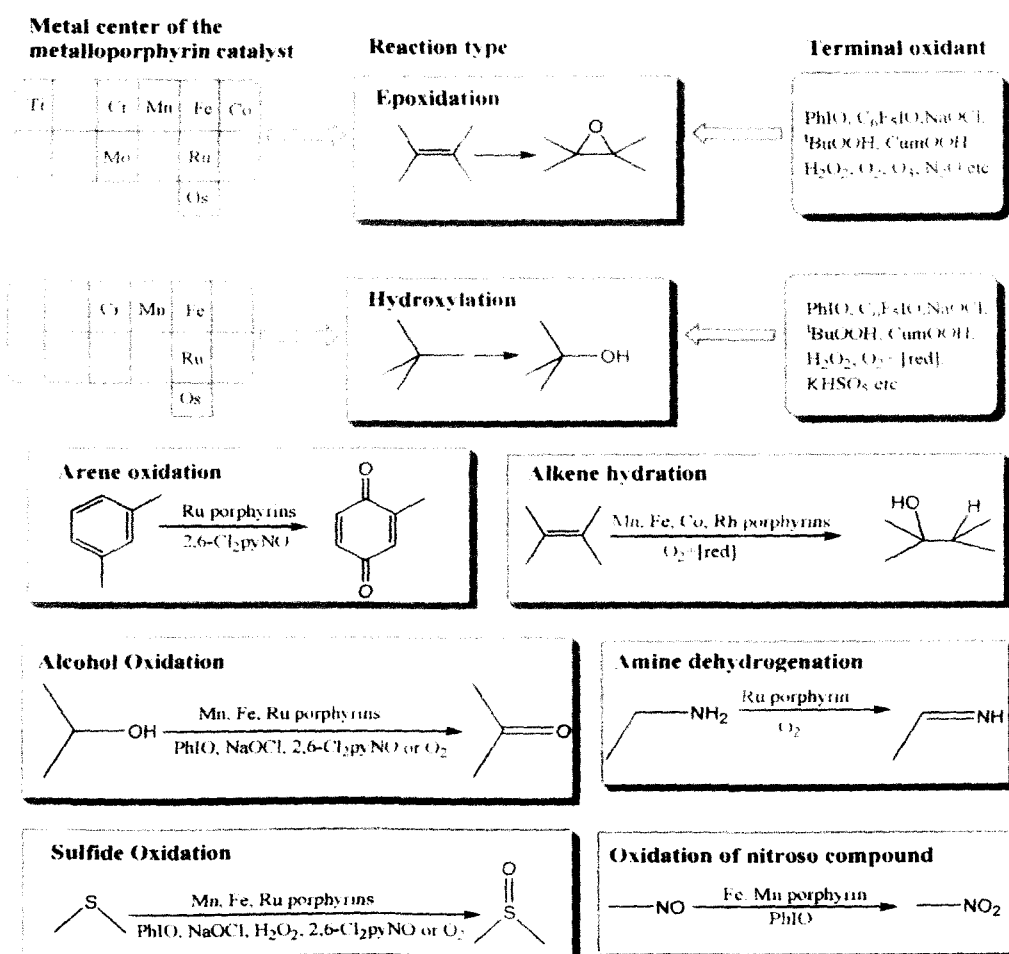 Metal center of the
metalloporphyrin catalyst
Reaction type
Terminal oxidant
Ti Cr Mn Fe Co
Mo Ru
Os
Epoxidation
O
PhIO, C6F5IO,NaOCl,
tBuOOH, CumOOH
H2O2, O2, O3, N2O etc
Cr Mn Fe
Ru
Os
Hydroxylation
OH
PhIO, C6F5IO,NaOCl,
tBuOOH, CumOOH,
H2O2, O2+ [red]
KHSO5 etc
Arene oxidation
Ru porphyrins
2,6-Cl2pyNO
O
O
Alkene hydration
Mn, Fe, Co, Rh porphyrins
O2+[red]
HO H
Alcohol Oxidation
OH
Mn, Fe, Ru porphyrins
PhIO, NaOCl, 2,6-Cl2pyNO or O2
O
Amine dehydrogenation
NH2
Ru porphyrin
O2
NH
Sulfide Oxidation
S
Mn, Fe, Ru porphyrins
PhIO, NaOCl, H2O2, 2,6-Cl2pyNO or O2
O
S
Oxidation of nitroso compound
NO
Fe, Mn porphyrin
PhIO
NO2